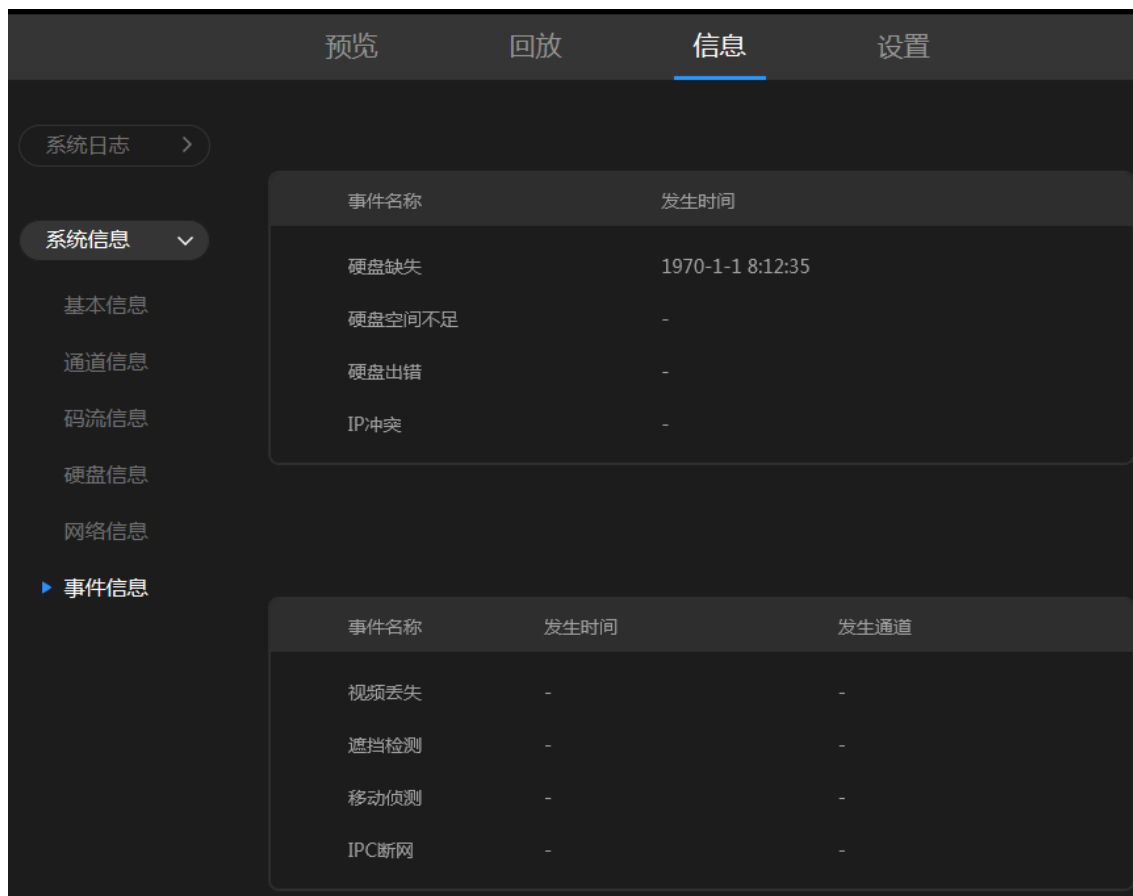 预览 回放 信息 设置
系统日志
系统信息
基本信息
通道信息
码流信息
硬盘信息
网络信息
事件信息
事件名称 发生时间
硬盘缺失 1970-1-1 8:12:35
硬盘空间不足 -
硬盘出错 -
IP冲突 -
事件名称 发生时间 发生通道
视频丢失 - -
遮挡检测 - -
移动侦测 - -
IPC断网 - -